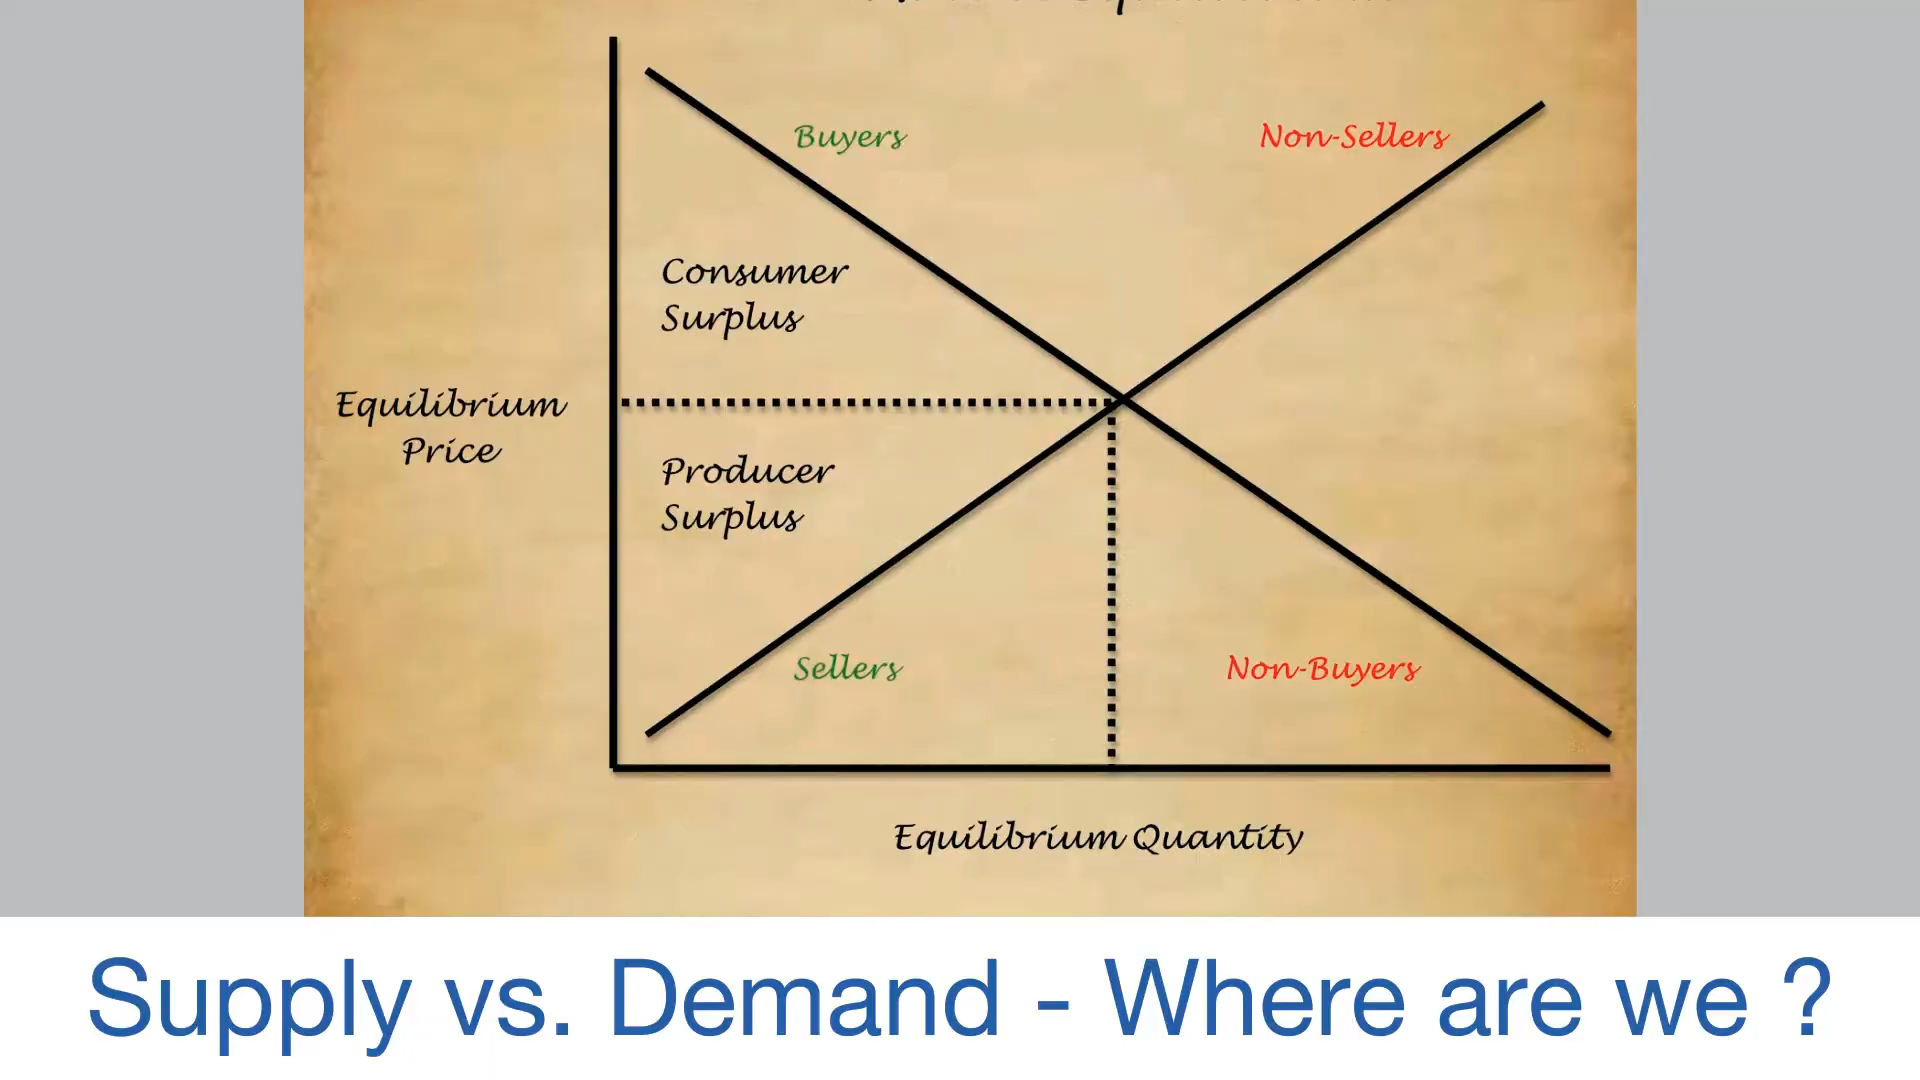 Buyers
Non-Sellers
Consumer
Surplus
Equilibrium
Price
Producer
Surplus
Sellers
Non-Buyers
Equilibrium Quantity
Supply vs. Demand - Where are we ?